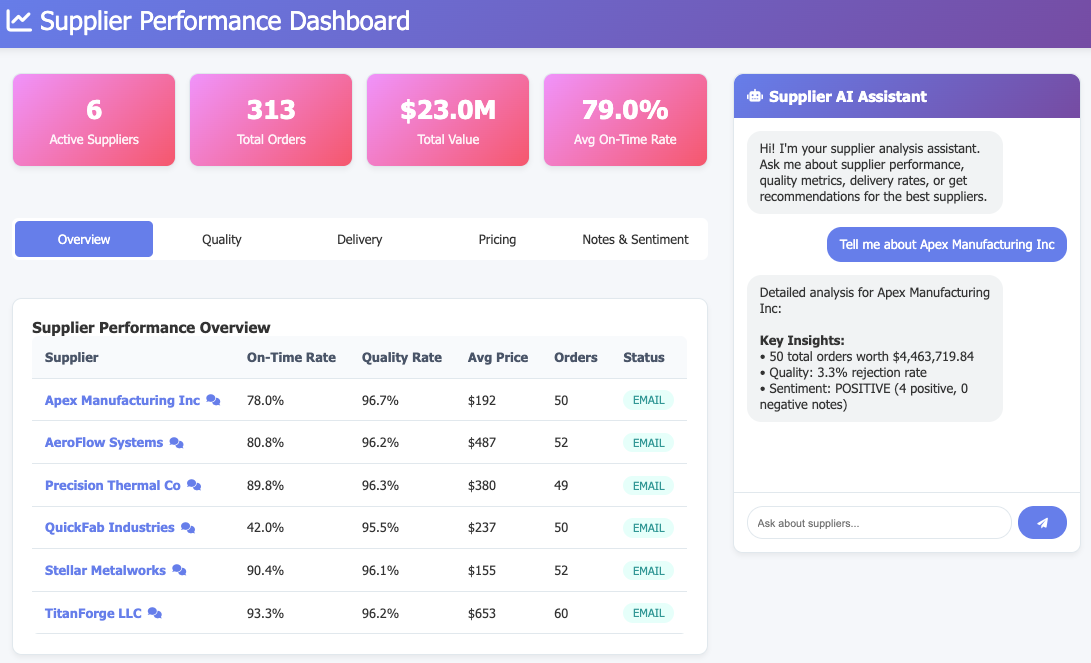 Supplier Performance Dashboard
6
Active Suppliers
313
Total Orders
$23.0M
Total Value
79.0%
Avg On-Time Rate
Overview Quality Delivery Pricing Notes & Sentiment
Supplier Performance Overview
Supplier On-Time Rate Quality Rate Avg Price Orders Status
Apex Manufacturing Inc 78.0% 96.7% $192 50 EMAIL
AeroFlow Systems 80.8% 96.2% $487 52 EMAIL
Precision Thermal Co 89.8% 96.3% $380 49 EMAIL
QuickFab Industries 42.0% 95.5% $237 50 EMAIL
Stellar Metalworks 90.4% 96.1% $155 52 EMAIL
TitanForge LLC 93.3% 96.2% $653 60 EMAIL
Supplier AI Assistant
Hi! I'm your supplier analysis assistant.
Ask me about supplier performance,
quality metrics, delivery rates, or get
recommendations for the best suppliers.
Tell me about Apex Manufacturing Inc
Detailed analysis for Apex Manufacturing
Inc:
Key Insights:
• 50 total orders worth $4,463,719.84
• Quality: 3.3% rejection rate
• Sentiment: POSITIVE (4 positive, 0
negative notes)
Ask about suppliers...